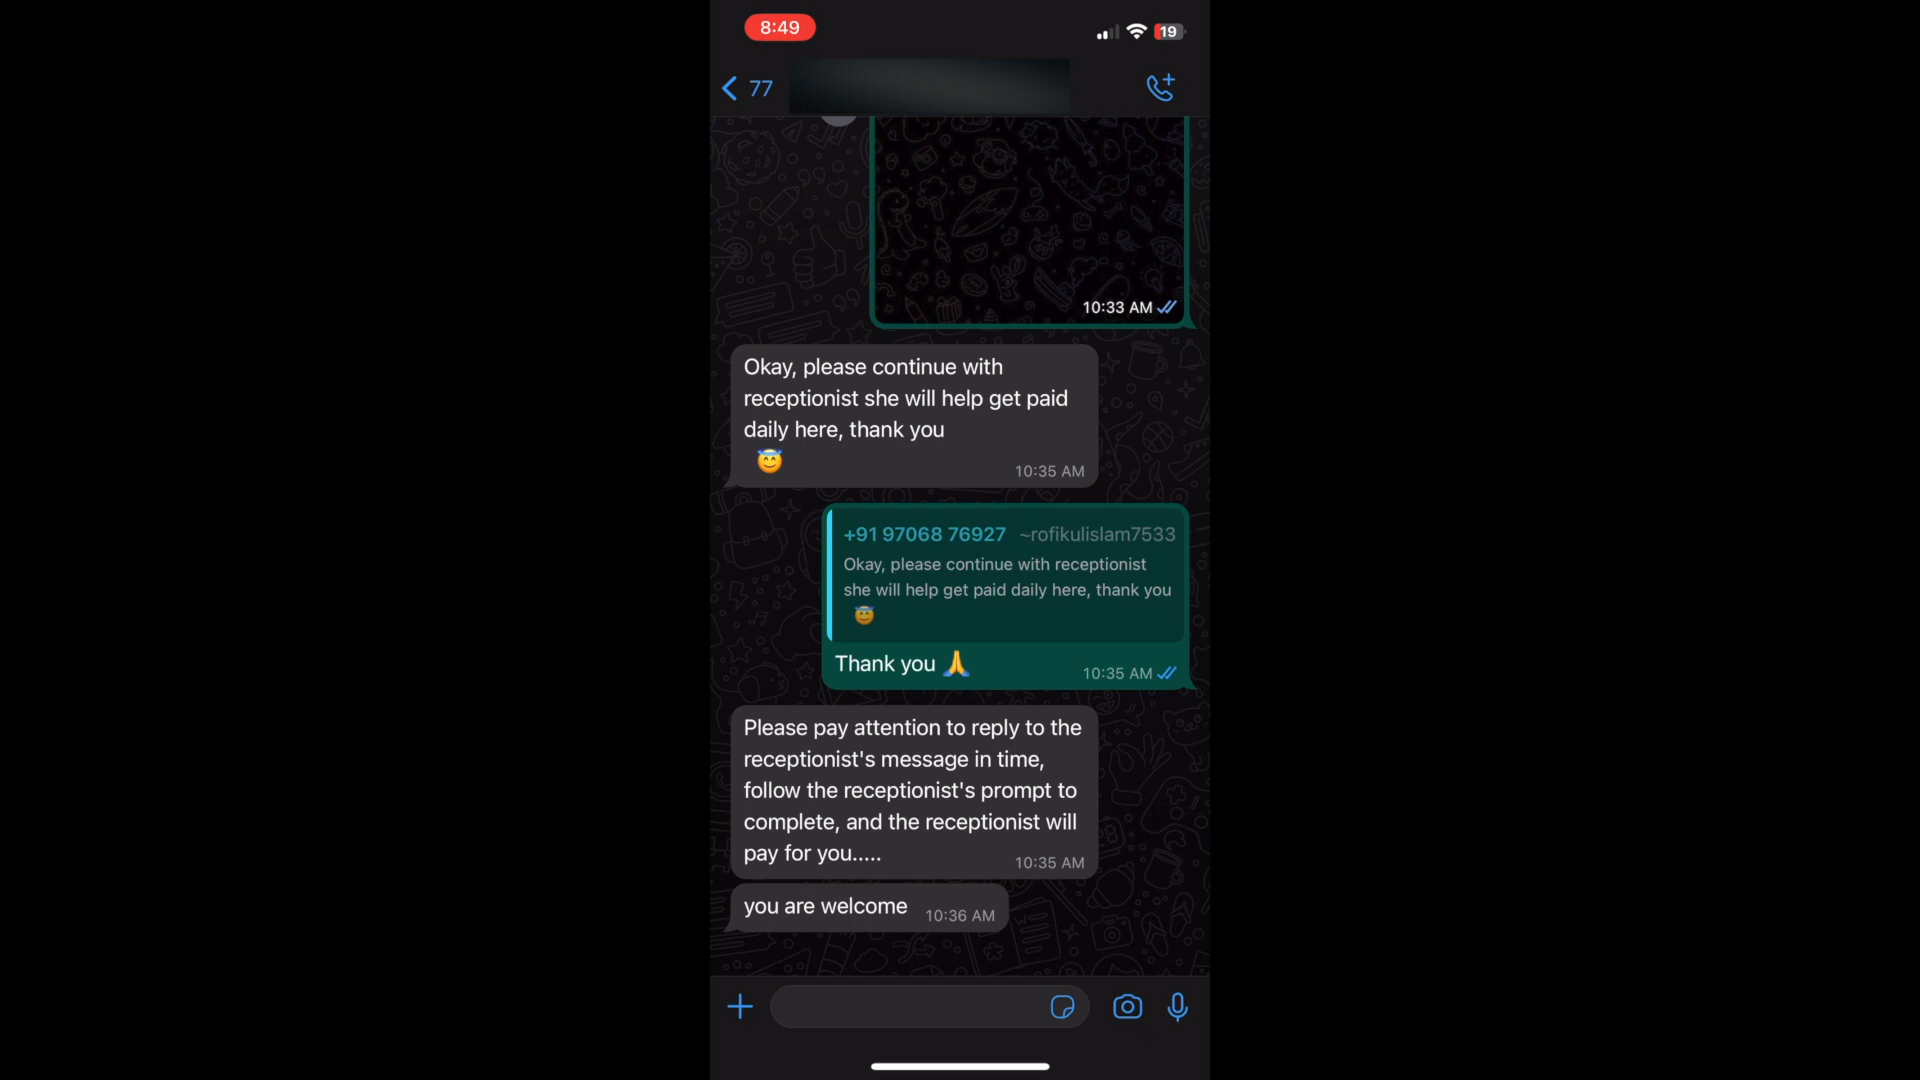 8:49
19
77
10:33 AM
Okay, please continue with
receptionist she will help get paid
daily here, thank you
😇
10:35 AM
+91 97068 76927 ~rofikulislam7533
Okay, please continue with receptionist
she will help get paid daily here, thank you
😇
Thank you 🙏 10:35 AM
Please pay attention to reply to the
receptionist's message in time,
follow the receptionist's prompt to
complete, and the receptionist will
pay for you..... 10:35 AM
you are welcome 10:36 AM